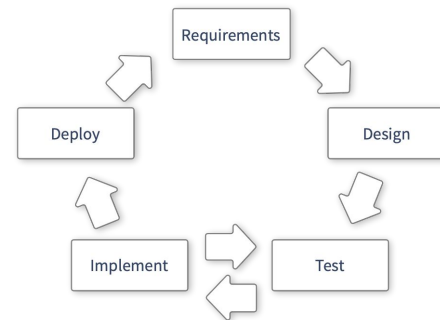 Requirements
Deploy
Design
Implement
Test